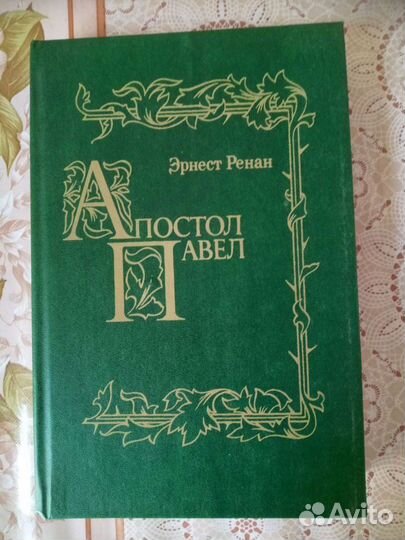 Эрнест Ренан
Апостол
Павел
Avito